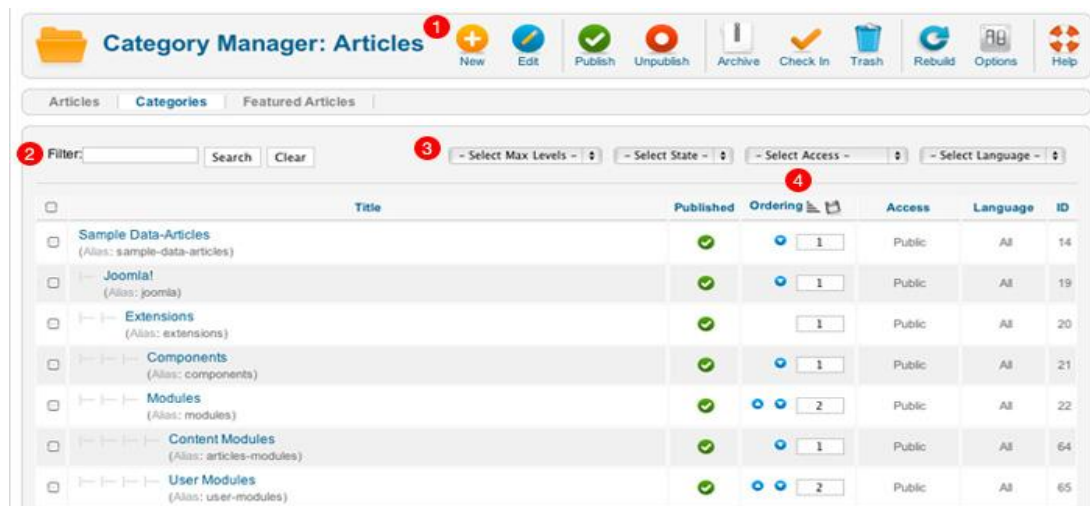 1
Category Manager: Articles
New Edit Publish Unpublish Archive Check In Trash Rebuild Options Help
Articles Categories Featured Articles
2 Filter: Search Clear 3 - Select Max Levels - - Select State - - Select Access - - Select Language -
4
Title Published Ordering Access Language ID
Sample Data-Articles 1 Public All 14
(Alias: sample-data-articles)
Joomla! 1 Public All 19
(Alias: joomla)
Extensions 1 Public All 20
(Alias: extensions)
Components 1 Public All 21
(Alias: components)
Modules 2 Public All 22
(Alias: modules)
Content Modules 1 Public All 64
(Alias: articles-modules)
User Modules 2 Public All 65
(Alias: user-modules)